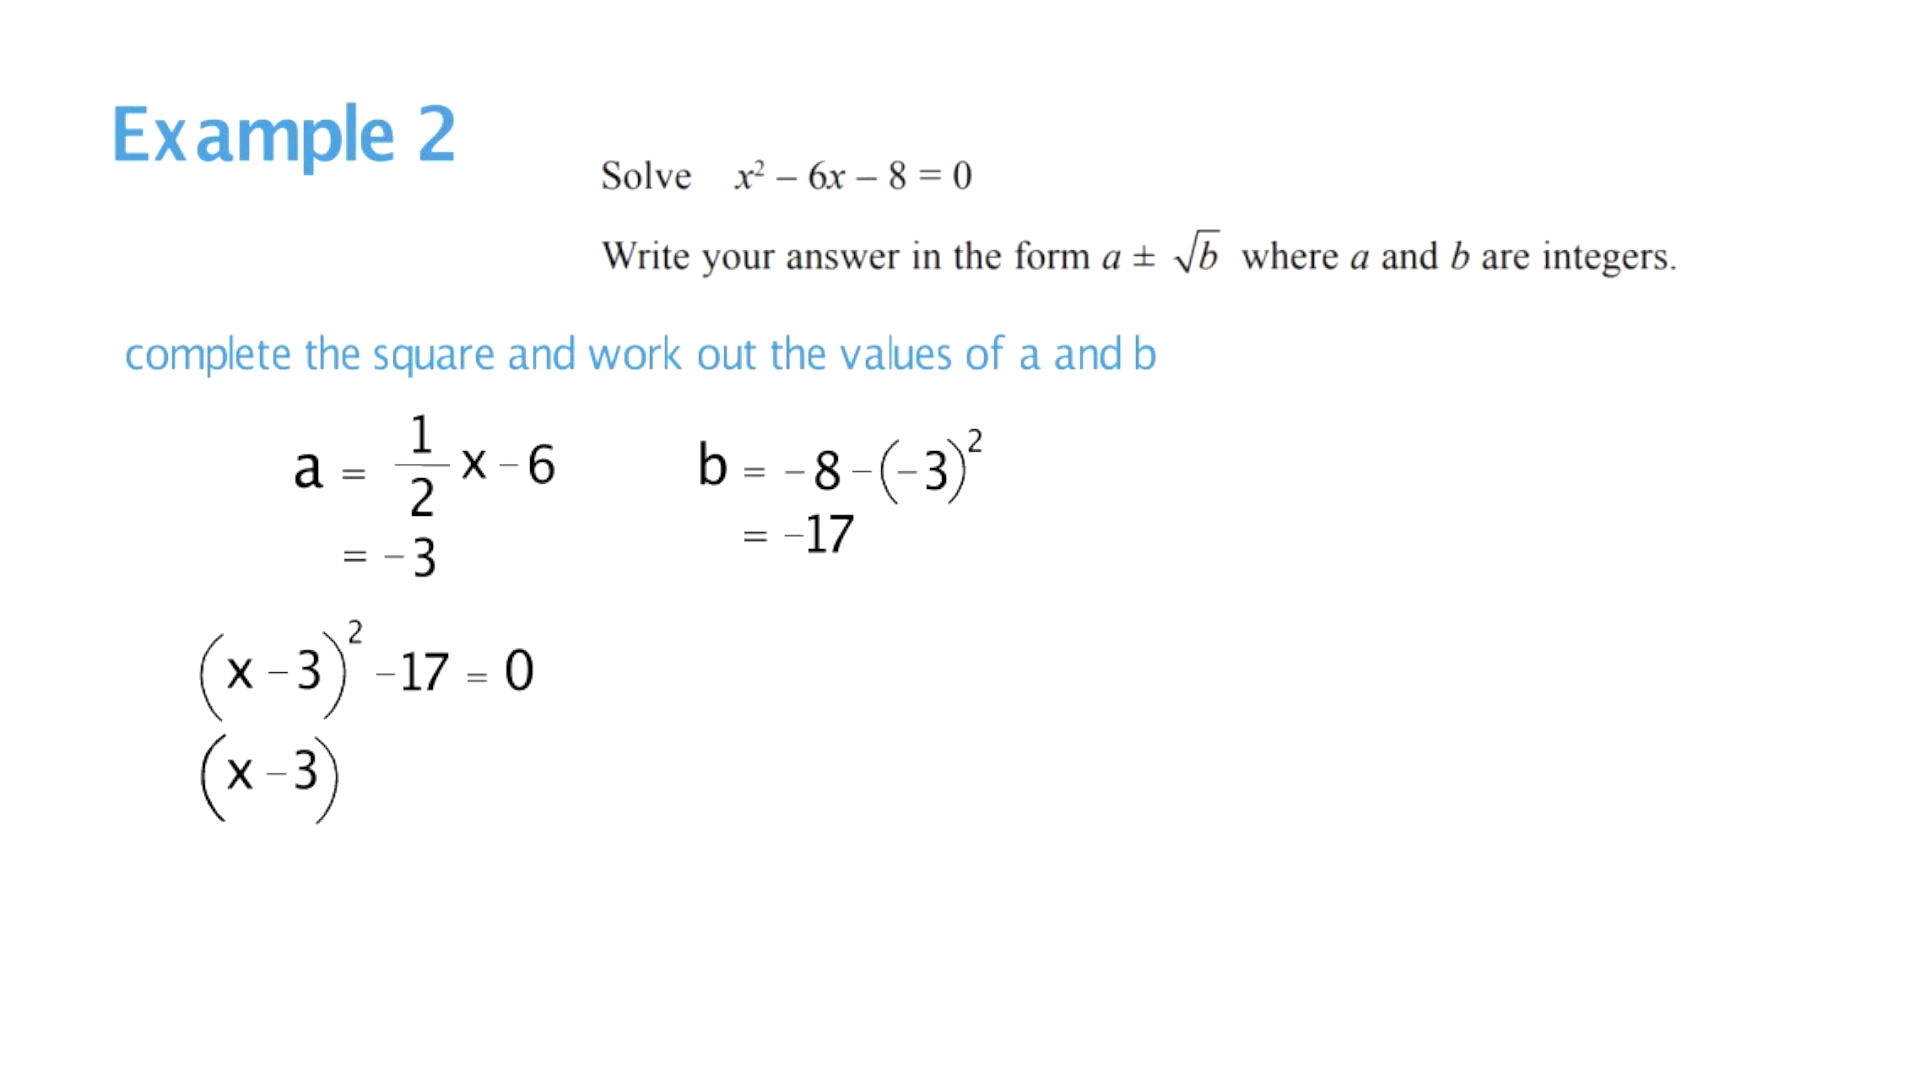 Example 2
Solve x² – 6x – 8 = 0
Write your answer in the form a ± √b where a and b are integers.
complete the square and work out the values of a and b
a = 1/2 x – 6
b = – 8 – (– 3)²
= – 3
= –17
(x – 3)² – 17 = 0
(x – 3)